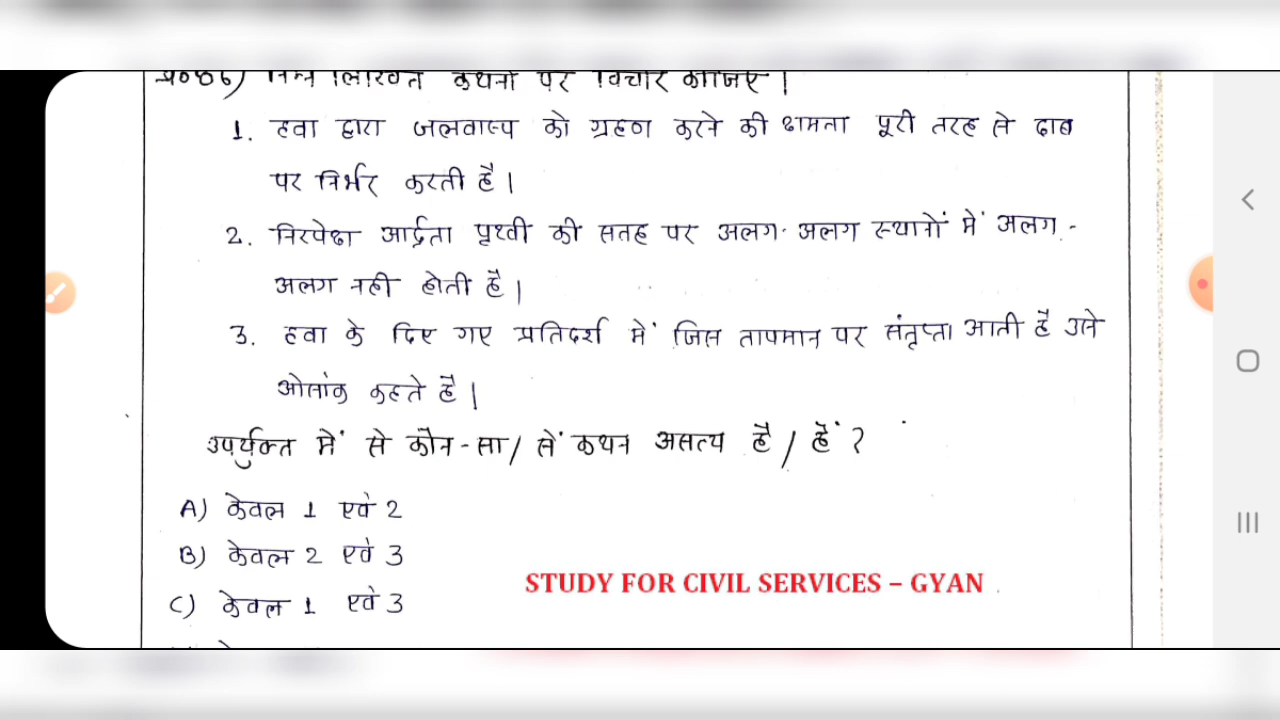 निम्न लिखित कथनों पर विचार कीजिए।
1. हवा द्वारा जलवाष्प को ग्रहण करने की क्षमता पूरी तरह से दाब
पर निर्भर करती है।
2. निरपेक्ष आर्द्रता पृथ्वी की सतह पर अलग-अलग स्थानों में अलग-
अलग नही होती है।
3. हवा के दिए गए प्रतिदर्श में जिस तापमान पर संतृप्ता आती है उसे
ओसांक कहते है।
उपर्युक्त में से कौन-सा/से कथन असत्य है/हैं?
A) केवल 1 एवं 2
B) केवल 2 एवं 3
STUDY FOR CIVIL SERVICES – GYAN
C) केवल 1 एवं 3